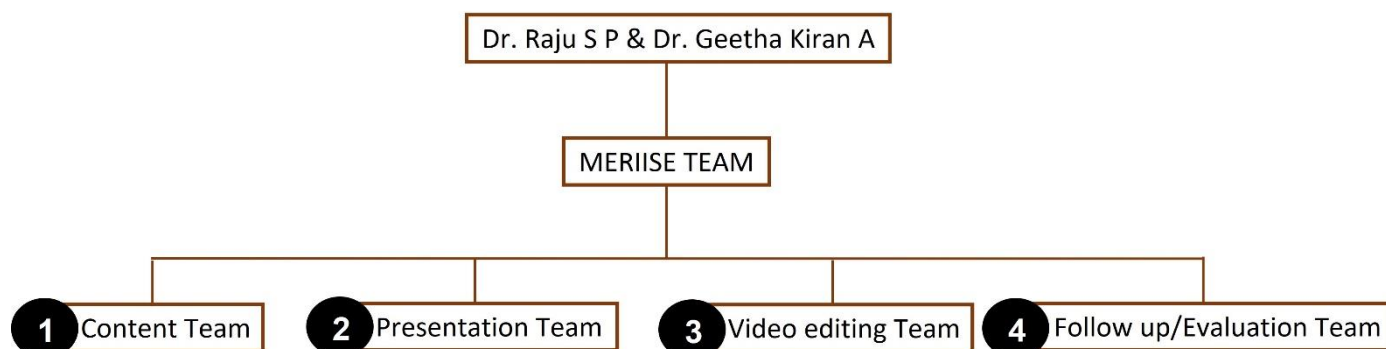 Dr. Raju S P & Dr. Geetha Kiran A
MERIISE TEAM
1 Content Team
2 Presentation Team
3 Video editing Team
4 Follow up/Evaluation Team